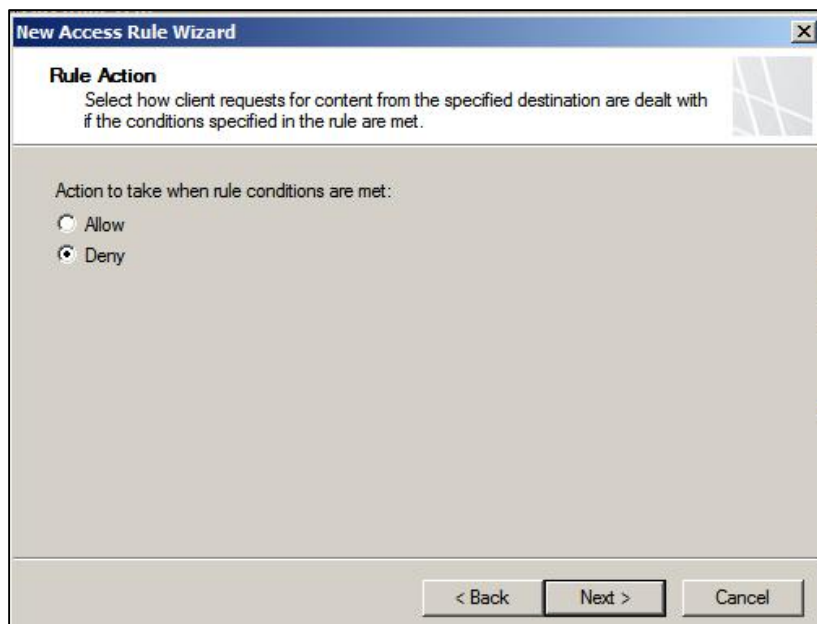 New Access Rule Wizard
Rule Action
Select how client requests for content from the specified destination are dealt with
if the conditions specified in the rule are met.
Action to take when rule conditions are met:
Allow
Deny
< Back
Next >
Cancel